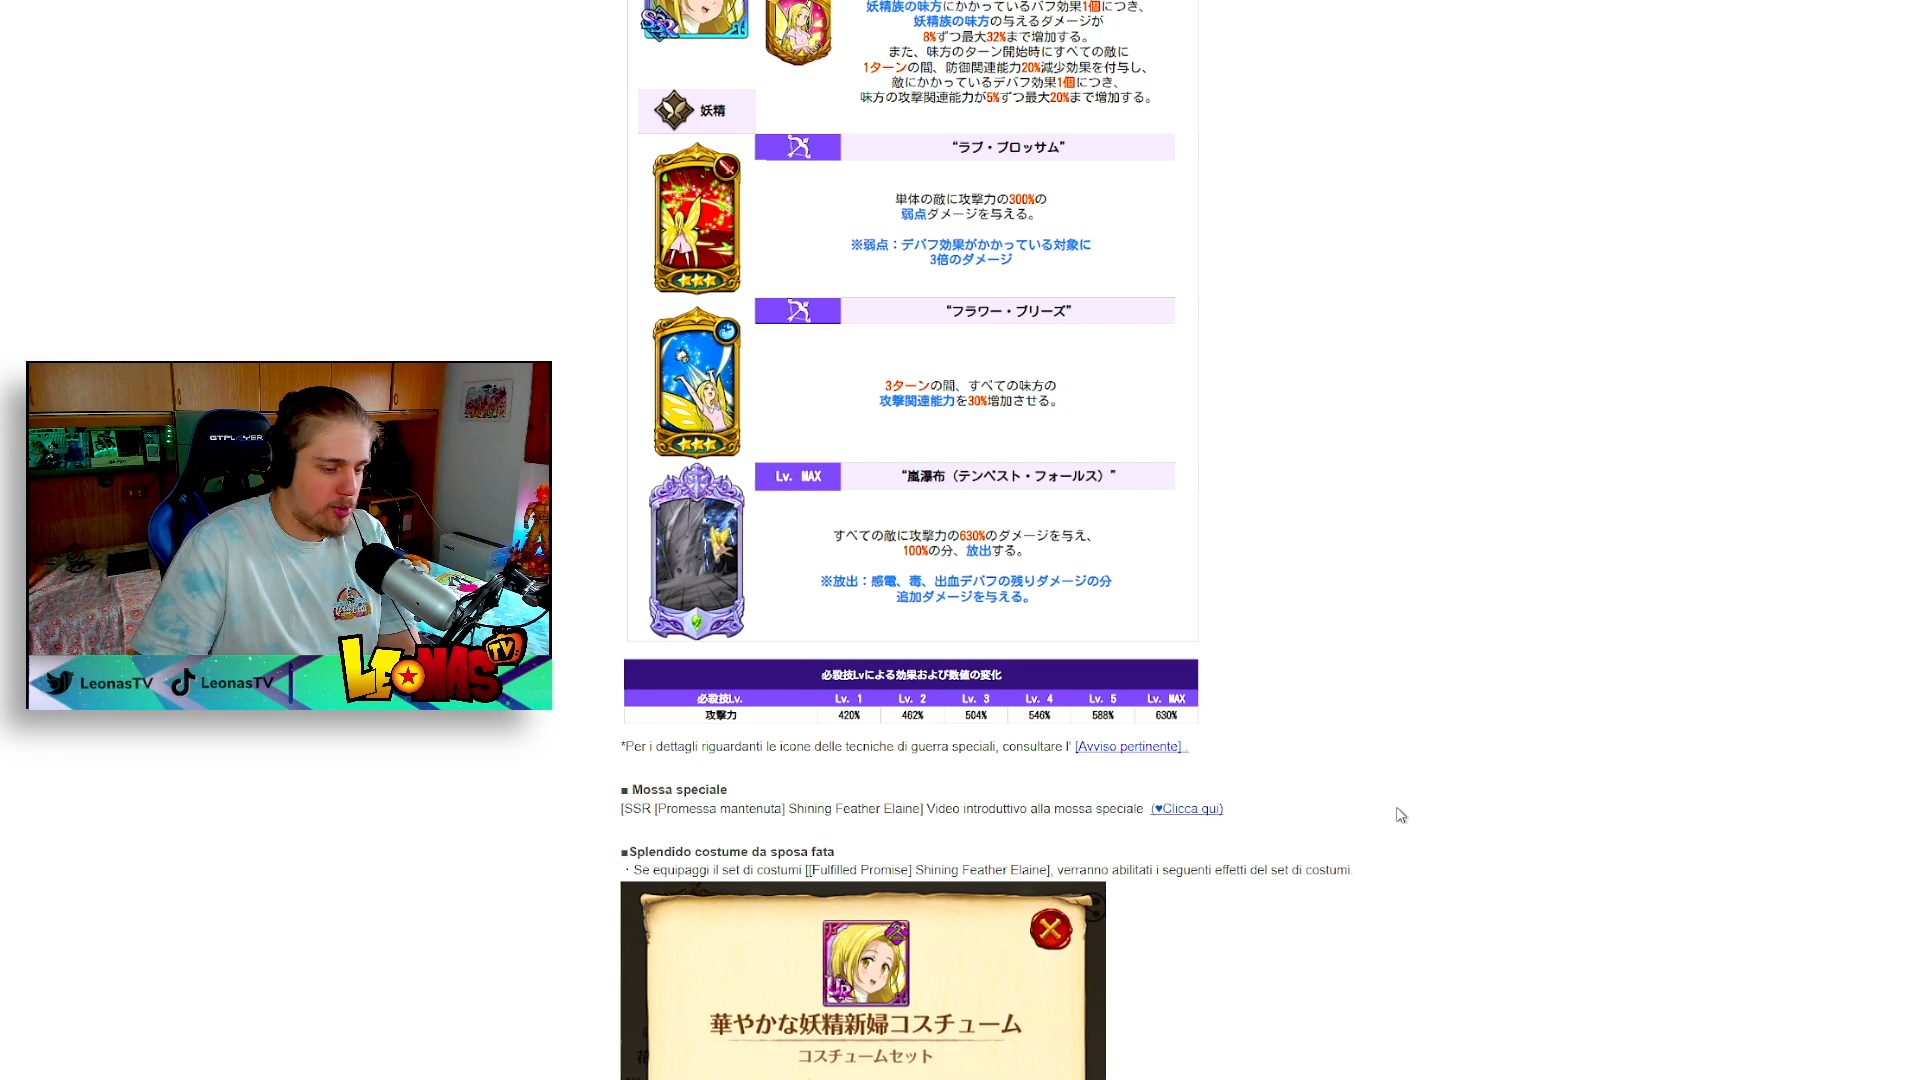 妖精族の味方にかかっているバフ効果1個につき、
妖精族の味方の与えるダメージが
8%ずつ最大32%まで増加する。
また、味方のターン開始時にすべての敵に
1ターンの間、防御関連能力20%減少効果を付与し、
敵にかかっているデバフ効果1個につき、
味方の攻撃関連能力が5%ずつ最大20%まで増加する。
SSR
妖精
“ラブ・ブロッサム”
単体の敵に攻撃力の300%の
弱点ダメージを与える。
※弱点：デバフ効果がかかっている対象に
3倍のダメージ
“フラワー・ブリーズ”
3ターンの間、すべての味方の
攻撃関連能力を30%増加させる。
Lv. MAX
“嵐瀑布（テンペスト・フォールス）”
すべての敵に攻撃力の630%のダメージを与え、
100%の分、放出する。
※放出：感電、毒、出血デバフの残りダメージの分
追加ダメージを与える。
必殺技Lvによる効果および数値の変化
必殺技Lv. Lv. 1 Lv. 2 Lv. 3 Lv. 4 Lv. 5 Lv. MAX
攻撃力 420% 462% 504% 546% 588% 630%
*Per i dettagli riguardanti le icone delle tecniche di guerra speciali, consultare l' [Avviso pertinente] .
■ Mossa speciale
[SSR [Promessa mantenuta] Shining Feather Elaine] Video introduttivo alla mossa speciale (♥Clicca qui)
■Splendido costume da sposa fata
・Se equipaggi il set di costumi [[Fulfilled Promise] Shining Feather Elaine], verranno abilitati i seguenti effetti del set di costumi.
UR
華やかな妖精新婦コスチューム
コスチュームセット
GTPLAYER
LeonasTV
LeonasTV
LEONAS TV